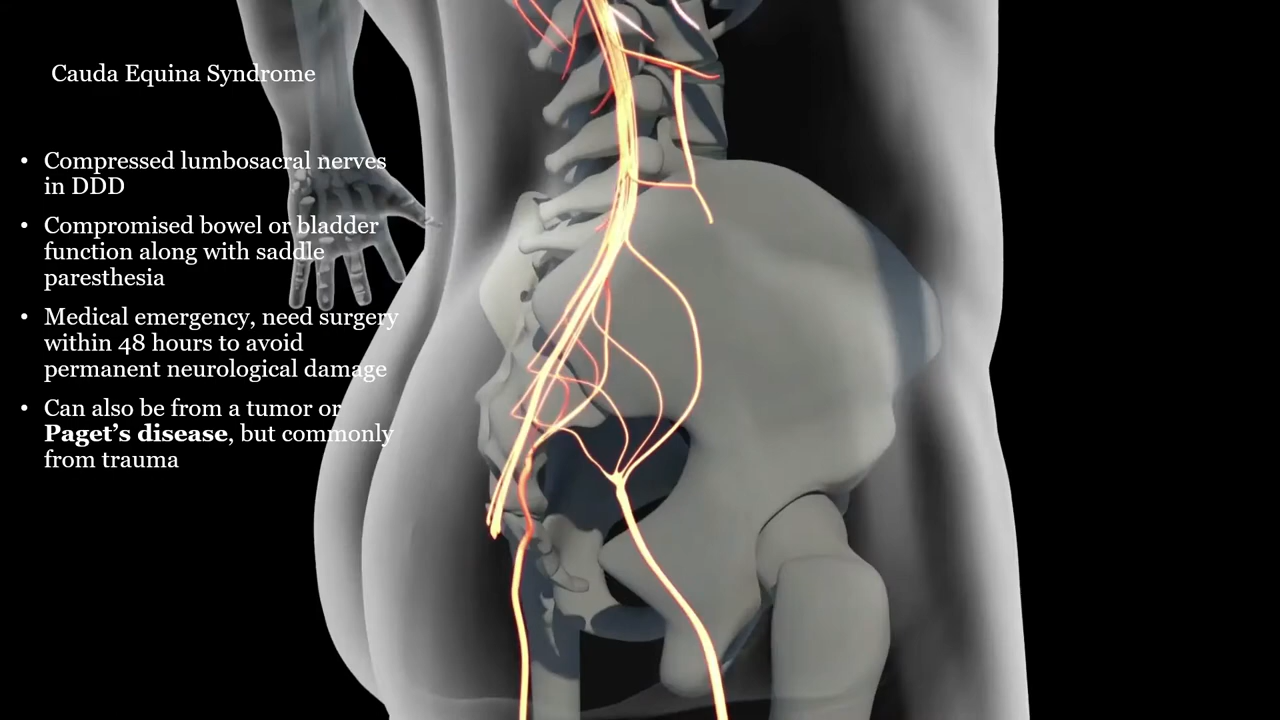 Cauda Equina Syndrome
• Compressed lumbosacral nerves
in DDD
• Compromised bowel or bladder
function along with saddle
paresthesia
• Medical emergency, need surgery
within 48 hours to avoid
permanent neurological damage
• Can also be from a tumor or
Paget’s disease, but commonly
from trauma